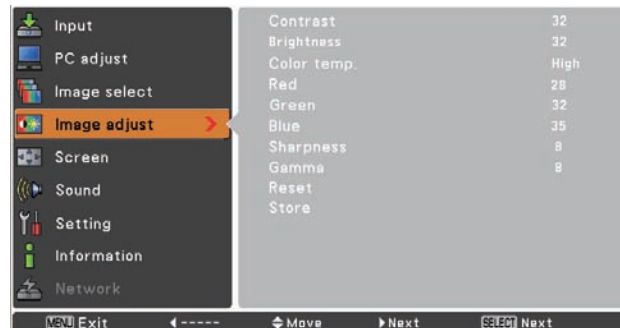 Input
PC adjust
Image select
Image adjust
Screen
Sound
Setting
Information
Network
Contrast 32
Brightness 32
Color temp. High
Red 28
Green 32
Blue 35
Sharpness 8
Gamma 8
Reset
Store
MENU Exit ----- Move Next SELECT Next